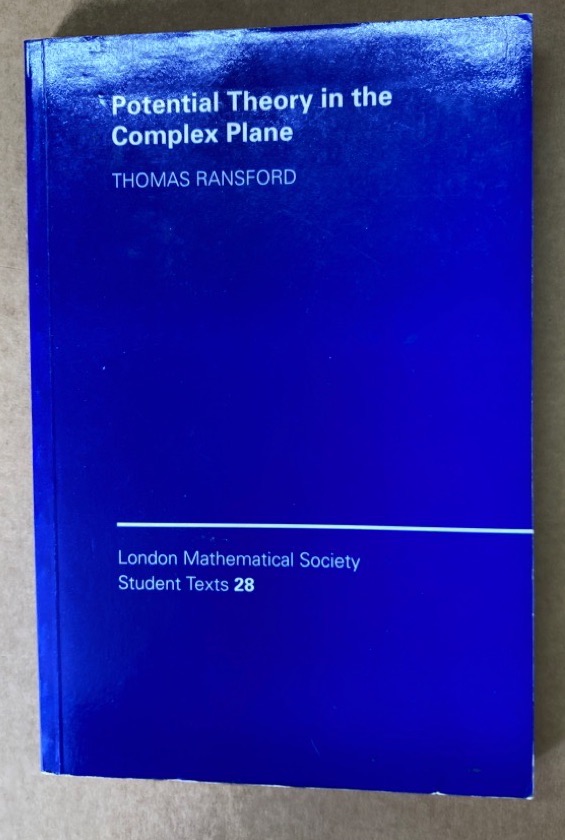 Potential Theory in the
Complex Plane
THOMAS RANSFORD
London Mathematical Society
Student Texts 28